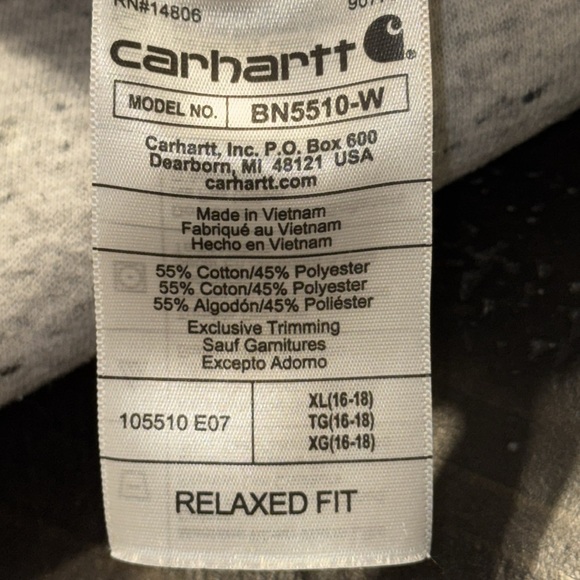 RN#14806
carhartt
MODEL NO. BN5510-W
Carhartt, Inc. P.O. Box 600
Dearborn, MI 48121 USA
carhartt.com
Made in Vietnam
Fabriqué au Vietnam
Hecho en Vietnam
55% Cotton/45% Polyester
55% Coton/45% Polyester
55% Algodón/45% Poliéster
Exclusive Trimming
Sauf Garnitures
Excepto Adorno
105510 E07
XL(16-18)
TG(16-18)
XG(16-18)
RELAXED FIT